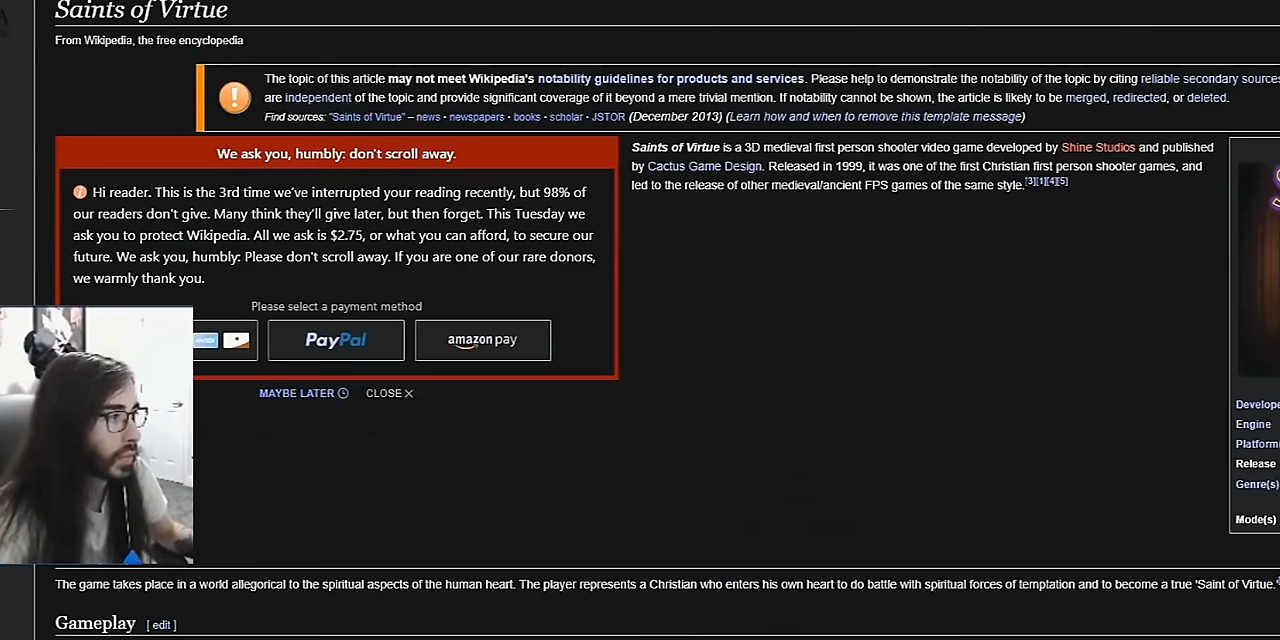 Saints of Virtue
From Wikipedia, the free encyclopedia
The topic of this article may not meet Wikipedia's notability guidelines for products and services. Please help to demonstrate the notability of the topic by citing reliable secondary sources
are independent of the topic and provide significant coverage of it beyond a mere trivial mention. If notability cannot be shown, the article is likely to be merged, redirected, or deleted.
Find sources: "Saints of Virtue" – news · newspapers · books · scholar · JSTOR (December 2013) (Learn how and when to remove this template message)
We ask you, humbly: don't scroll away.
Hi reader. This is the 3rd time we've interrupted your reading recently, but 98% of
our readers don't give. Many think they'll give later, but then forget. This Tuesday we
ask you to protect Wikipedia. All we ask is $2.75, or what you can afford, to secure our
future. We ask you, humbly: Please don't scroll away. If you are one of our rare donors,
we warmly thank you.
Please select a payment method
PayPal
amazon pay
MAYBE LATER
CLOSE
Saints of Virtue is a 3D medieval first person shooter video game developed by Shine Studios and published
by Cactus Game Design. Released in 1999, it was one of the first Christian first person shooter games, and
led to the release of other medieval/ancient FPS games of the same style.[3][1][4][5]
Develope
Engine
Platform
Release
Genre(s)
Mode(s)
The game takes place in a world allegorical to the spiritual aspects of the human heart. The player represents a Christian who enters his own heart to do battle with spiritual forces of temptation and to become a true 'Saint of Virtue.'
Gameplay [ edit ]